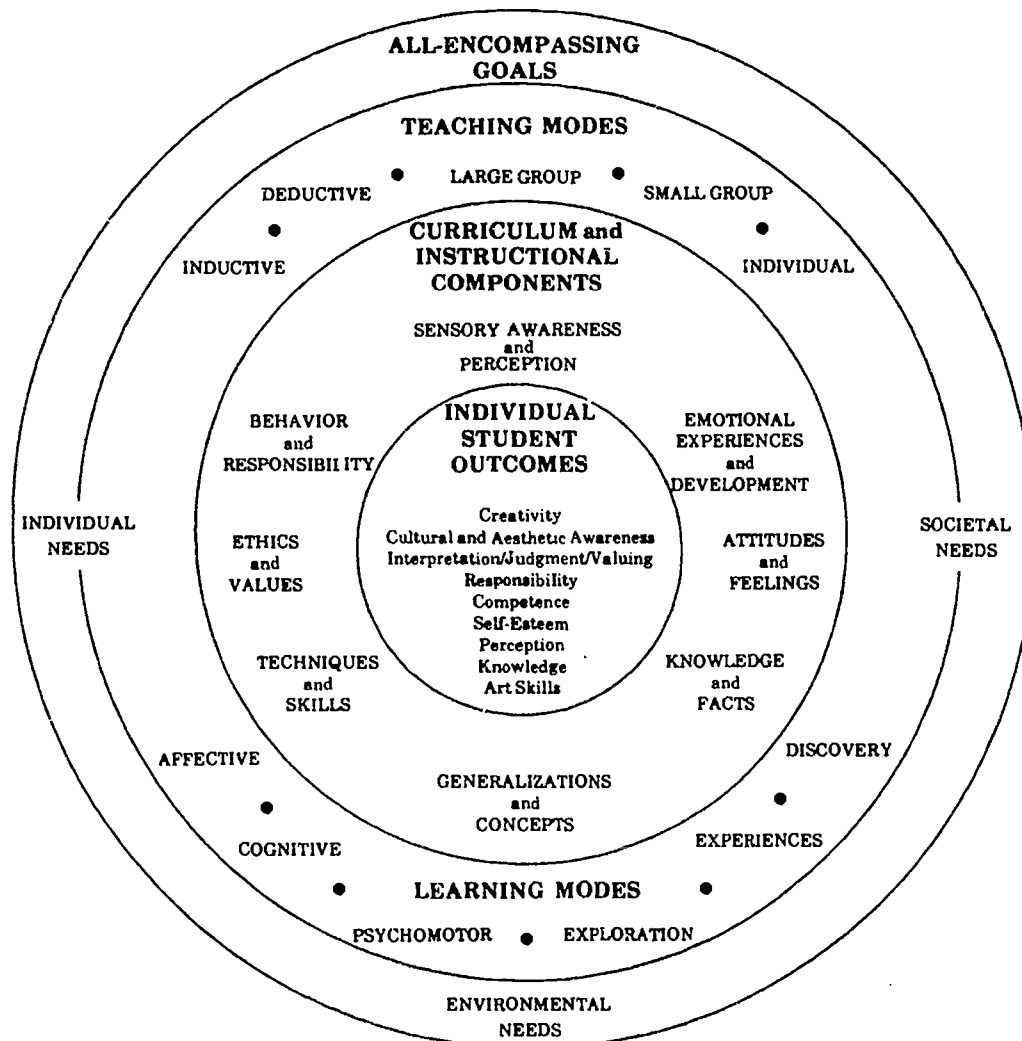 ALL-ENCOMPASSING
GOALS
TEACHING MODES
INDUCTIVE
DEDUCTIVE
LARGE GROUP
SMALL GROUP
INDIVIDUAL
CURRICULUM and
INSTRUCTIONAL
COMPONENTS
SENSORY AWARENESS
and
PERCEPTION
BEHAVIOR
and
RESPONSIBILITY
EMOTIONAL
EXPERIENCES
and
DEVELOPMENT
INDIVIDUAL
STUDENT
OUTCOMES
Creativity
Cultural and Aesthetic Awareness
Interpretation/Judgment/Valuing
Responsibility
Competence
Self-Esteem
Perception
Knowledge
Art Skills
INDIVIDUAL
NEEDS
ETHICS
and
VALUES
ATTITUDES
and
FEELINGS
SOCIETAL
NEEDS
TECHNIQUES
and
SKILLS
KNOWLEDGE
and
FACTS
GENERALIZATIONS
and
CONCEPTS
AFFECTIVE
COGNITIVE
PSYCHOMOTOR
EXPLORATION
EXPERIENCES
DISCOVERY
LEARNING MODES
ENVIRONMENTAL
NEEDS